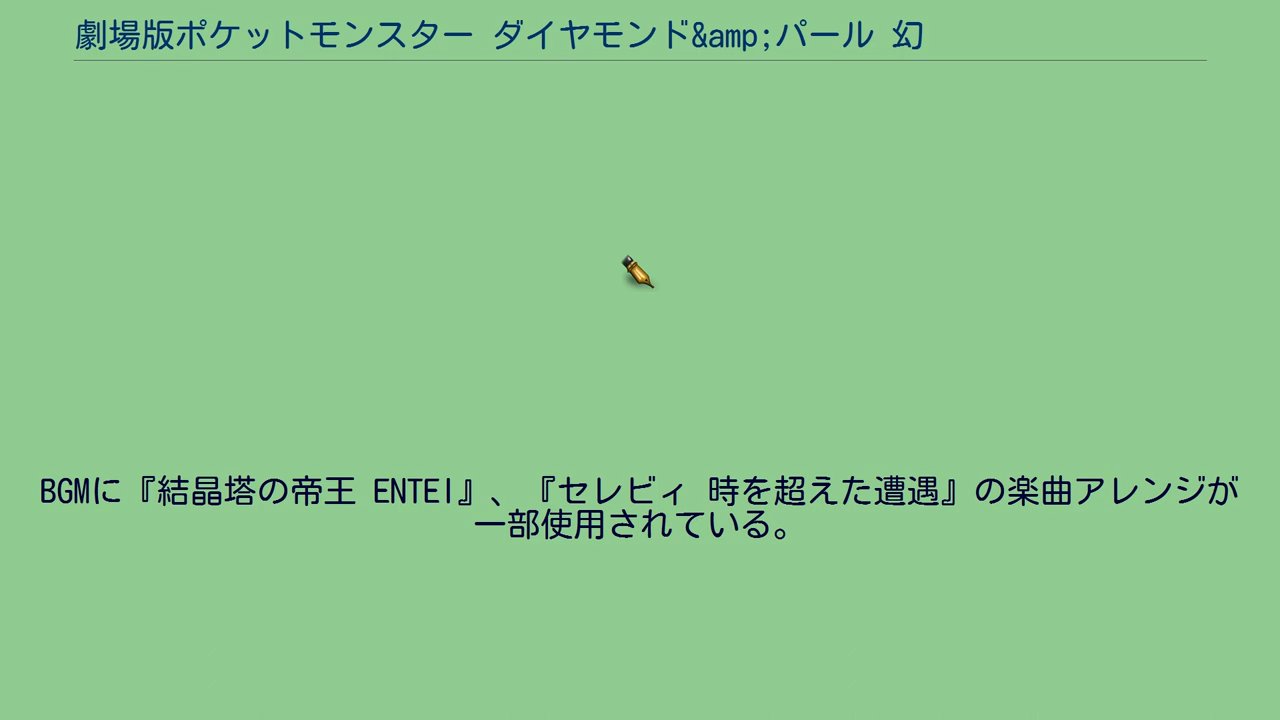 劇場版ポケットモンスター ダイヤモンド&amp;パール 幻
BGMに『結晶塔の帝王 ENTEI』、『セレビィ 時を超えた遭遇』の楽曲アレンジが
一部使用されている。